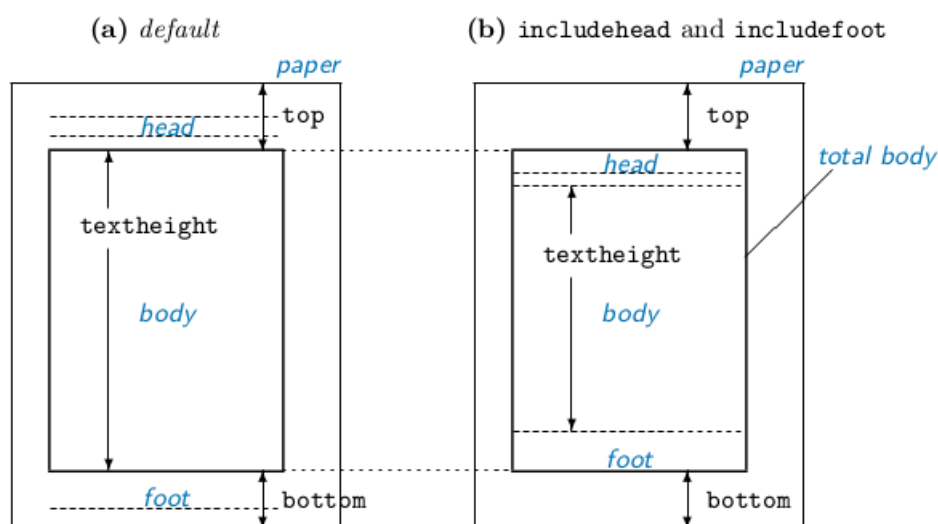 (a) default
(b) includehead and includefoot
paper
paper
top
top
head
head
total body
textheight
textheight
body
body
foot
foot
bottom
bottom